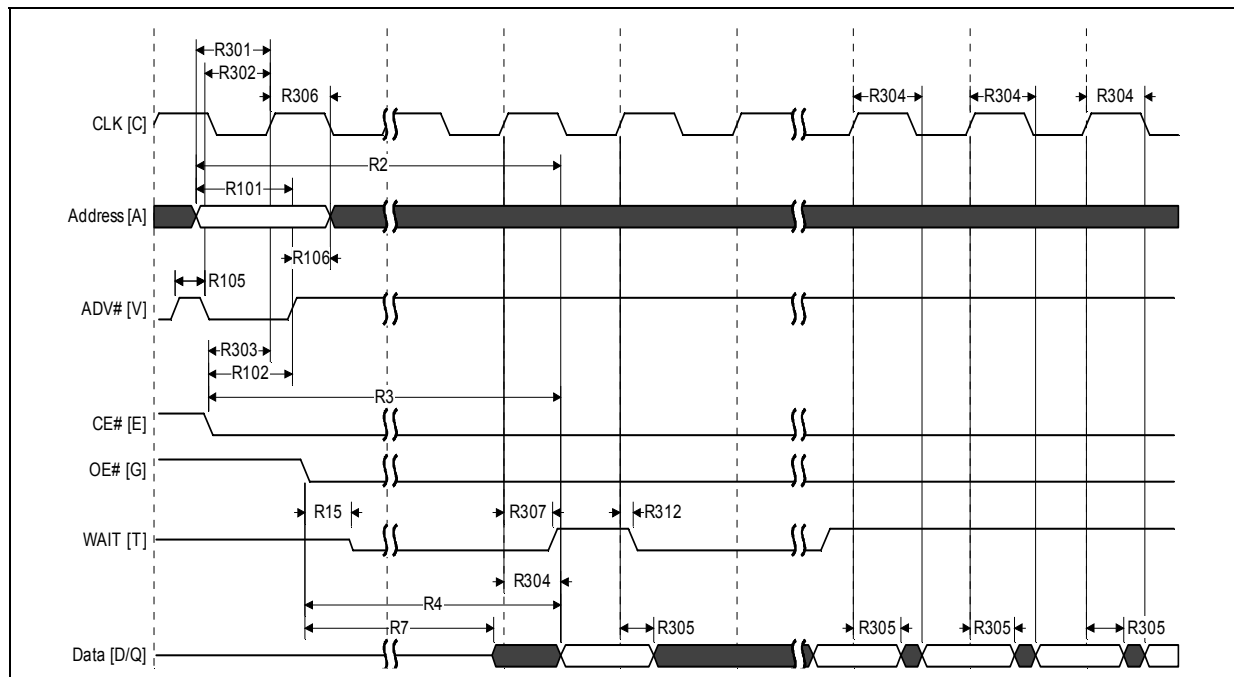 R301
R302
R306
R304
R304
R304
CLK [C]
R2
R101
Address [A]
R106
R105
ADV# [V]
R303
R102
R3
CE# [E]
OE# [G]
R15
R307
R312
WAIT [T]
R304
R4
R7
R305
R305
R305
R305
Data [D/Q]